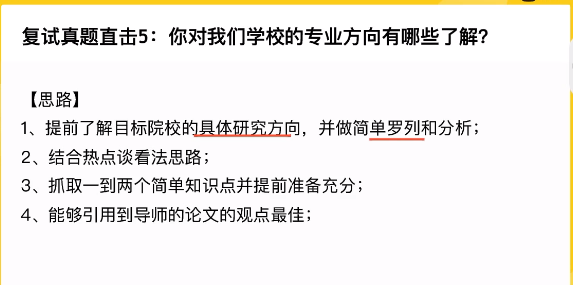 复试真题直击5：你对我们学校的专业方向有哪些了解？
【思路】
1、提前了解目标院校的具体研究方向，并做简单罗列和分析；
2、结合热点谈看法思路；
3、抓取一到两个简单知识点并提前准备充分；
4、能够引用到导师的论文的观点最佳；